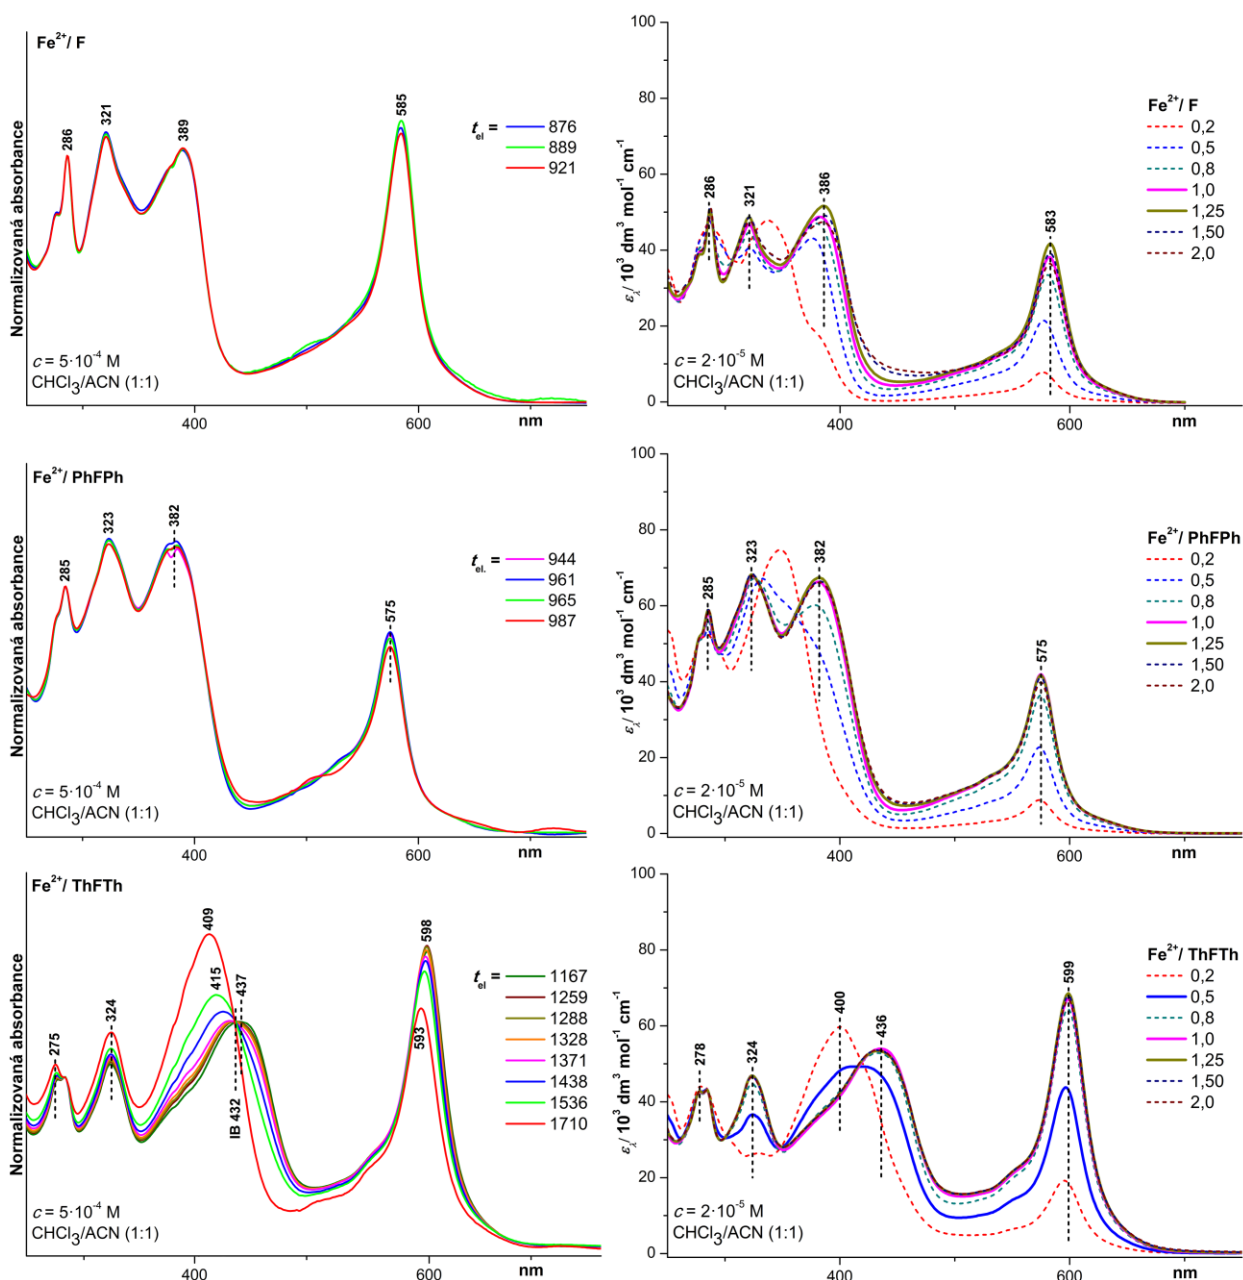 Fe2+/ F
Normalizovaná absorbance
286
321
389
585
tel =
876
889
921
c = 5·10-4 M
CHCl3/ACN (1:1)
400
600
nm
ελ/ 10³ dm³ mol-1 cm-1
100
80
60
40
20
0
286
321
386
583
Fe2+/ F
0,2
0,5
0,8
1,0
1,25
1,50
2,0
c = 2·10-5 M
CHCl3/ACN (1:1)
400
600
nm
Fe2+/ PhFPh
Normalizovaná absorbance
285
323
382
575
tel. =
944
961
965
987
c = 5·10-4 M
CHCl3/ACN (1:1)
400
600
nm
ελ/ 10³ dm³ mol-1 cm-1
100
80
60
40
20
0
285
323
382
575
Fe2+/ PhFPh
0,2
0,5
0,8
1,0
1,25
1,50
2,0
c = 2·10-5 M
CHCl3/ACN (1:1)
400
600
nm
Fe2+/ ThFTh
Normalizovaná absorbance
275
324
409
415
437
IB 432
593
598
tel =
1167
1259
1288
1328
1371
1438
1536
1710
c = 5·10-4 M
CHCl3/ACN (1:1)
400
600
nm
ελ/ 10³ dm³ mol-1 cm-1
100
80
60
40
20
0
278
324
400
436
599
Fe2+/ ThFTh
0,2
0,5
0,8
1,0
1,25
1,50
2,0
c = 2·10-5 M
CHCl3/ACN (1:1)
400
600
nm